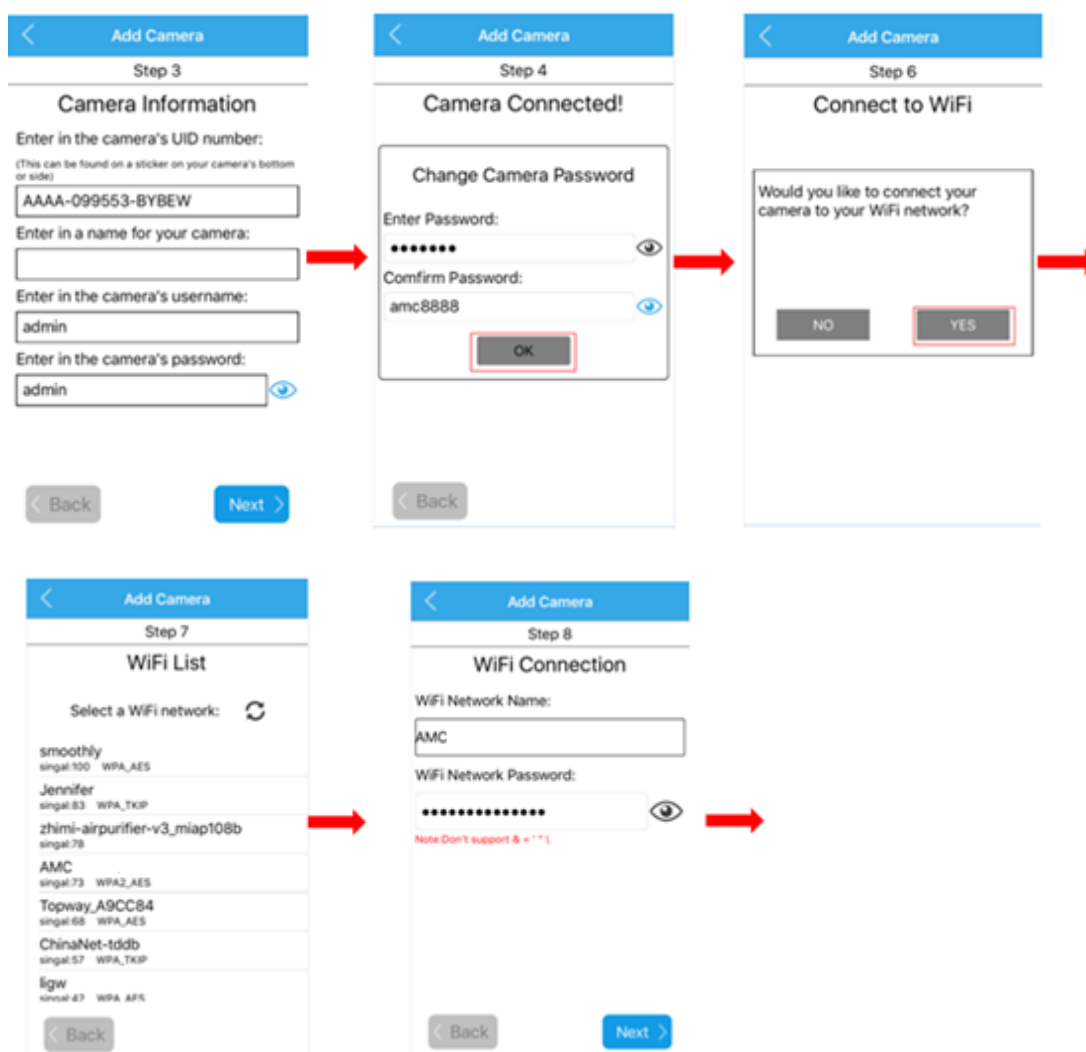 Add Camera
Step 3
Camera Information
Enter in the camera's UID number:
(This can be found on a sticker on your camera's bottom
or side)
AAAA-099553-BYBEW
Enter in a name for your camera:
Enter in the camera's username:
admin
Enter in the camera's password:
admin
Back
Next
Add Camera
Step 4
Camera Connected!
Change Camera Password
Enter Password:
•••••••
Comfirm Password:
amc8888
OK
Back
Add Camera
Step 6
Connect to WiFi
Would you like to connect your
camera to your WiFi network?
NO YES
Add Camera
Step 7
WiFi List
Select a WiFi network:
smoothly
singal:100 WPA_AES
Jennifer
singal:83 WPA_TKIP
zhimi-airpurifier-v3_miap108b
singal:78
AMC
singal:73 WPA2_AES
Topway_A9CC84
singal:68 WPA_AES
ChinaNet-tddb
singal:57 WPA_TKIP
ligw
singal:42 WPA_AES
Back
Add Camera
Step 8
WiFi Connection
WiFi Network Name:
AMC
WiFi Network Password:
••••••••••••••
Note:Don't support & = ' " \
Back
Next